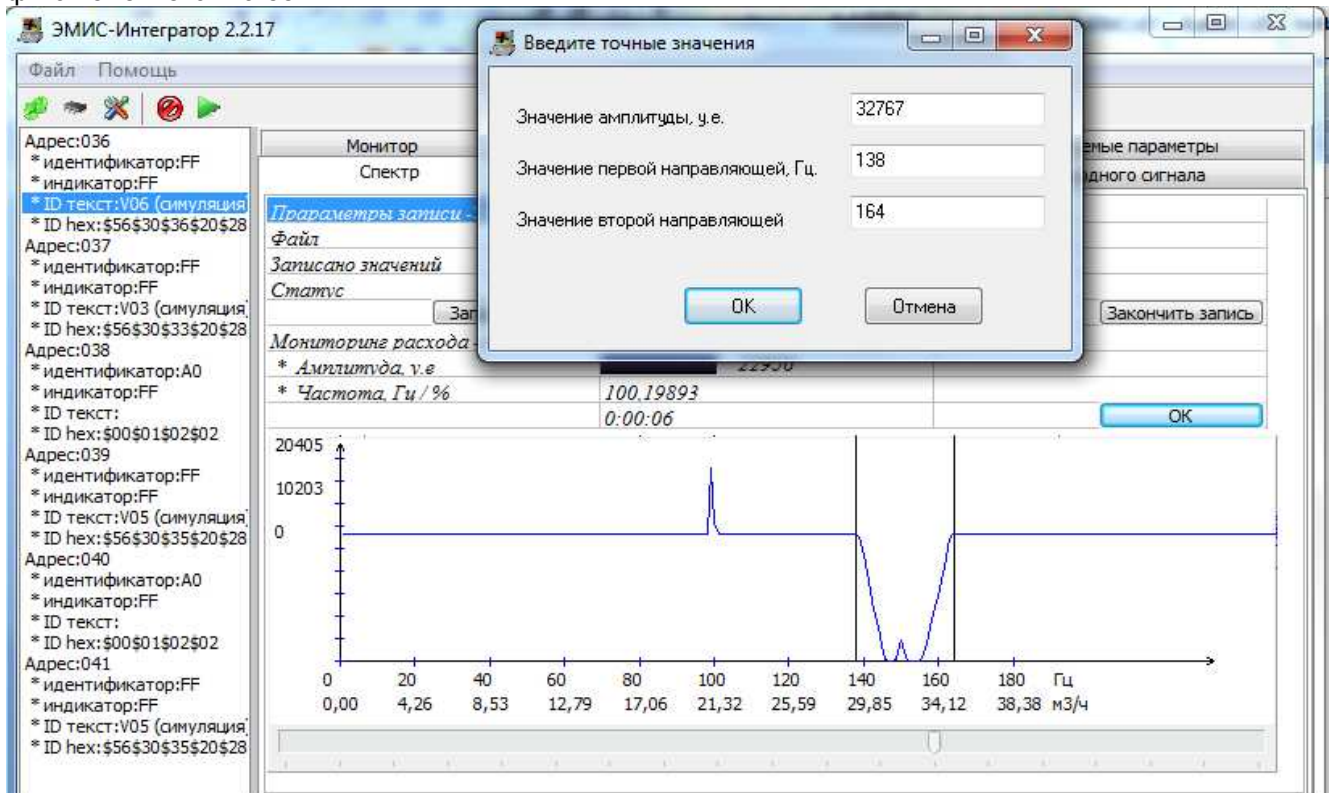 ЭМИС-Интегратор 2.2.17
Файл Помощь
Введите точные значения
Значение амплитуды, у.е. 32767
Значение первой направляющей, Гц. 138
Значение второй направляющей 164
OK Отмена
Адрес:036
* идентификатор:FF
* индикатор:FF
* ID текст:V06 (симуляция
* ID hex:$56$30$36$20$28
Адрес:037
* идентификатор:FF
* индикатор:FF
* ID текст:V03 (симуляция
* ID hex:$56$30$33$20$28
Адрес:038
* идентификатор:A0
* индикатор:FF
* ID текст:
* ID hex:$00$01$02$02
Адрес:039
* идентификатор:FF
* индикатор:FF
* ID текст:V05 (симуляция
* ID hex:$56$30$35$20$28
Адрес:040
* идентификатор:A0
* индикатор:FF
* ID текст:
* ID hex:$00$01$02$02
Адрес:041
* идентификатор:FF
* индикатор:FF
* ID текст:V05 (симуляция
* ID hex:$56$30$35$20$28
Монитор параметры
Спектр сигнала
Прараметры записи -
Файл
Записано значений
Статус
Закончить запись
Мониторинг расхода -
* Амплитуда, у.е
* Частота, Гц / % 100,19893
0:00:06 OK
20405
10203
0
0 20 40 60 80 100 120 140 160 180 Гц
0,00 4,26 8,53 12,79 17,06 21,32 25,59 29,85 34,12 38,38 м3/ч